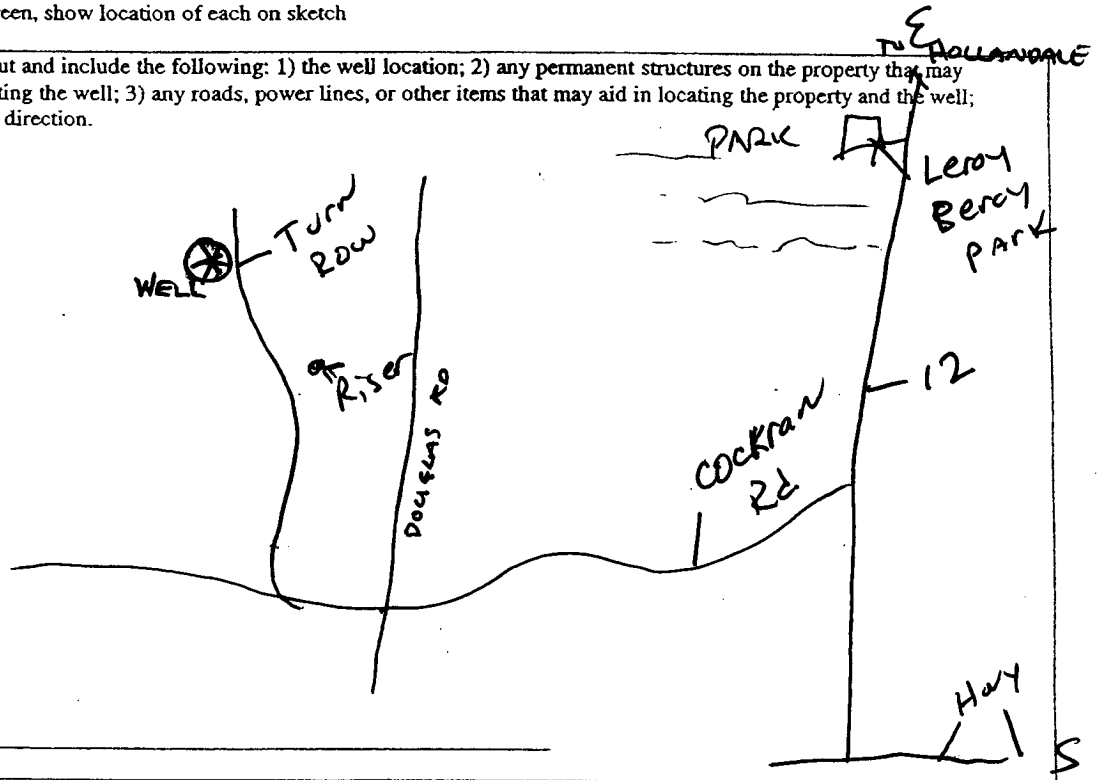 een, show location of each on sketch
E
To HOLLANDALE
ut and include the following: 1) the well location; 2) any permanent structures on the property that may
ting the well; 3) any roads, power lines, or other items that may aid in locating the property and the well;
direction.
PARK
Leroy
Percy
PARK
Turn
Row
WELL
Riser
DOUGLAS RD
12
Cockran
Rd
Hwy
S